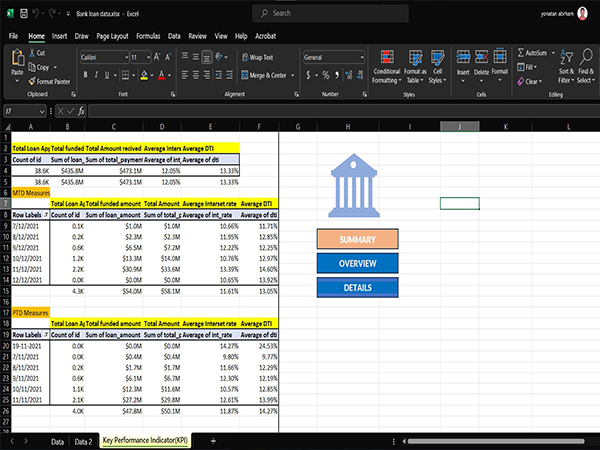 Bank loan data.xlsx - Excel
Search
yonatan abrham
File Home Insert Draw Page Layout Formulas Data Review View Help Acrobat
Paste
Cut
Copy
Format Painter
Clipboard
Calibri 11
B I U
Font
Wrap Text
Merge & Center
Alignment
General
$ %
Number
Conditional Formatting
Format as Table
Cell Styles
Styles
Insert Delete Format
Cells
AutoSum
Fill
Clear
Sort & Filter
Find & Select
Editing
J7 fx
A B C D E F G H I J K L
1
2 Total Loan App Total funded Total Amount recived Average Inters Average DTI
3 Count of id Sum of loan_ Sum of total_paymen Average of int_ Average of dti
4 38.6K $435.8M $473.1M 12.05% 13.33%
5 38.6K $435.8M $473.1M 12.05% 13.33%
6 MTD Measures
7 Total Loan Ap Total funded amount Total Amount Average Interset rate Average DTI
8 Row Labels Count of id Sum of loan_amount Sum of total_p Average of int_rate Average of dti
9 7/12/2021 0.1K $1.0M $1.0M 10.66% 11.71%
10 8/12/2021 0.2K $2.3M $2.3M 11.95% 12.85%
11 9/12/2021 0.6K $6.5M $7.2M 12.22% 12.25%
12 10/12/2021 1.2K $13.3M $14.0M 10.76% 12.97%
13 11/12/2021 2.2K $30.9M $33.6M 13.39% 14.60%
14 12/12/2021 0.0K $0.0M $0.0M 10.65% 13.92%
15 4.3K $54.0M $58.1M 11.61% 13.05%
16
17 PTD Measures
18 Total Loan Ap Total funded amount Total Amount Average Interset rate Average DTI
19 Row Labels Count of id Sum of loan_amount Sum of total_p Average of int_rate Average of dti
20 19-11-2021 0.0K $0.0M $0.0M 14.27% 24.53%
21 7/11/2021 0.0K $0.4M $0.4M 9.80% 9.77%
22 8/11/2021 0.2K $1.7M $1.7M 11.66% 12.29%
23 9/11/2021 0.6K $6.1M $6.7M 12.30% 12.19%
24 10/11/2021 1.1K $12.3M $11.6M 10.57% 12.85%
25 11/11/2021 2.1K $27.2M $29.8M 12.61% 13.99%
26 4.0K $47.8M $50.1M 11.87% 14.27%
27
28
SUMMARY
OVERVIEW
DETAILS
Data Data 2 Key Performance Indicator(KPI)